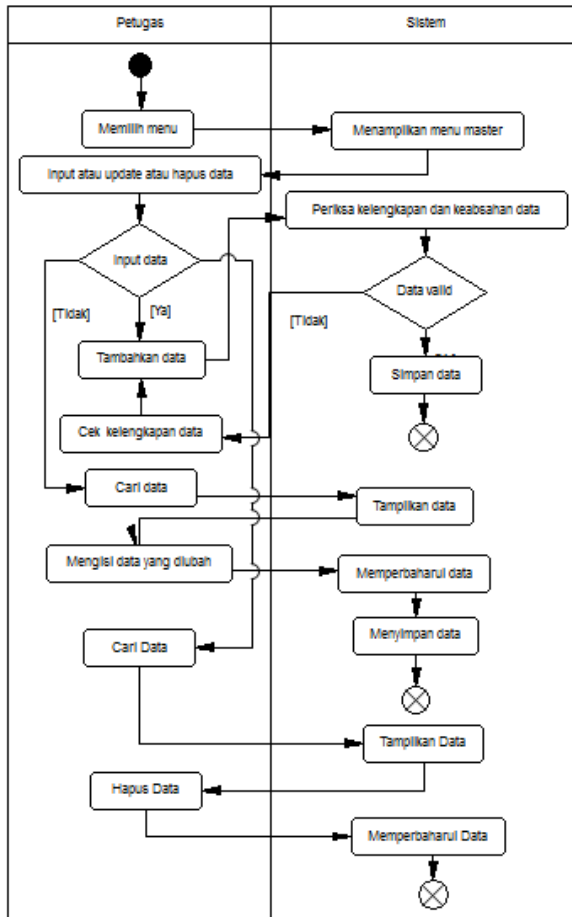 Petugas
Sistem
Memilih menu
Menampilkan menu master
Input atau update atau hapus data
Periksa kelengkapan dan keabsahan data
Input data
Data valid
[Tidak]
[Ya]
[Tidak]
Tambahkan data
Simpan data
Cek kelengkapan data
Cari data
Tampilkan data
Mengisi data yang diubah
Memperbaharui data
Menyimpan data
Cari Data
Tampilkan Data
Hapus Data
Memperbaharui Data